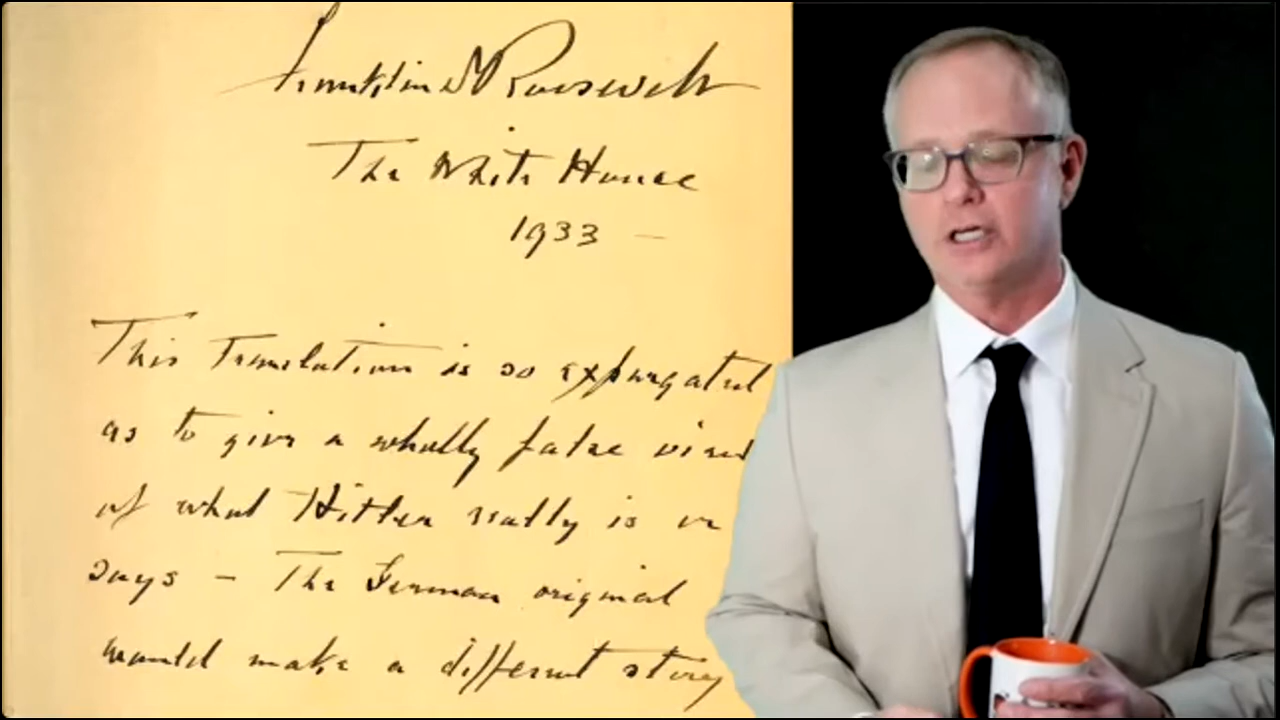 Franklin D Roosevelt
The White House
1933 –
This translation is so expurgated
as to give a wholly false view
of what Hitler really is or
says – The German original
would make a different story